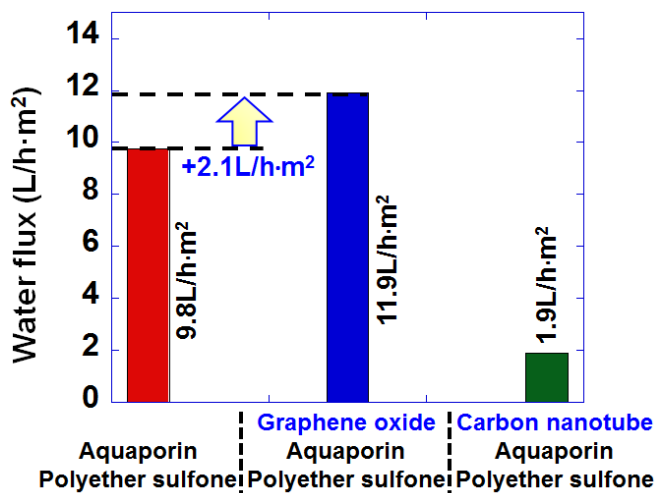 Water flux (L/h·m²)
14
12
10
8
6
4
2
0
+2.1L/h·m²
9.8L/h·m²
11.9L/h·m²
1.9L/h·m²
Aquaporin
Polyether sulfone
Graphene oxide
Aquaporin
Polyether sulfone
Carbon nanotube
Aquaporin
Polyether sulfone